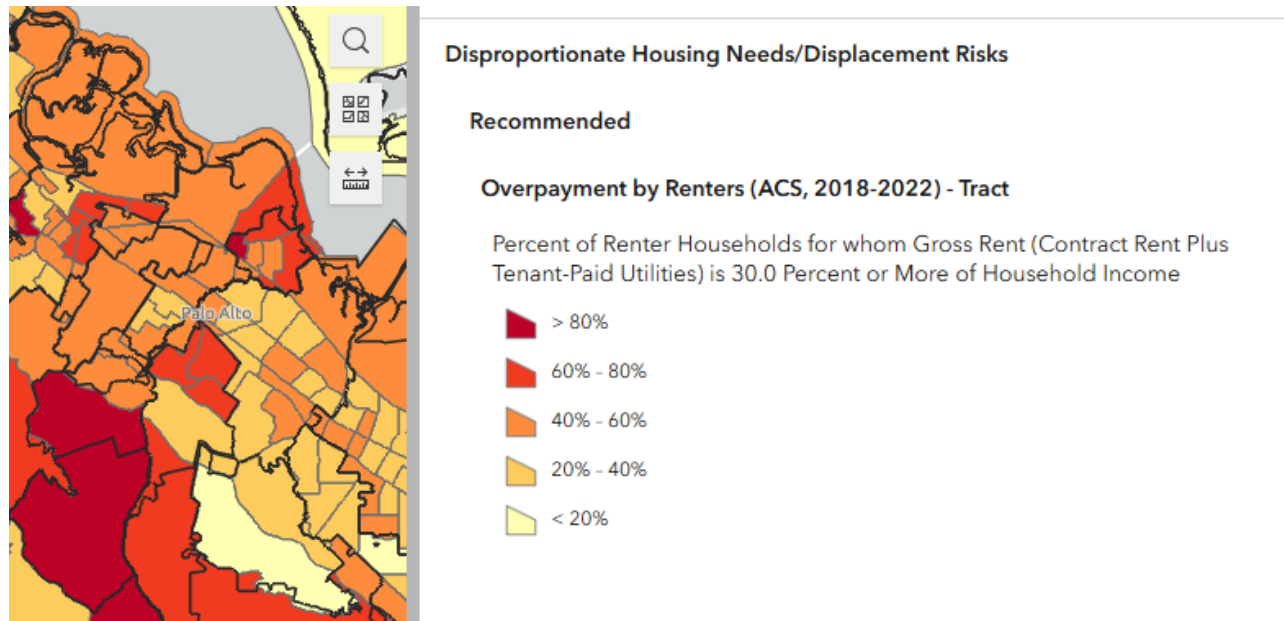 Palo Alto
Disproportionate Housing Needs/Displacement Risks
Recommended
Overpayment by Renters (ACS, 2018-2022) - Tract
Percent of Renter Households for whom Gross Rent (Contract Rent Plus
Tenant-Paid Utilities) is 30.0 Percent or More of Household Income
> 80%
60% - 80%
40% - 60%
20% - 40%
< 20%